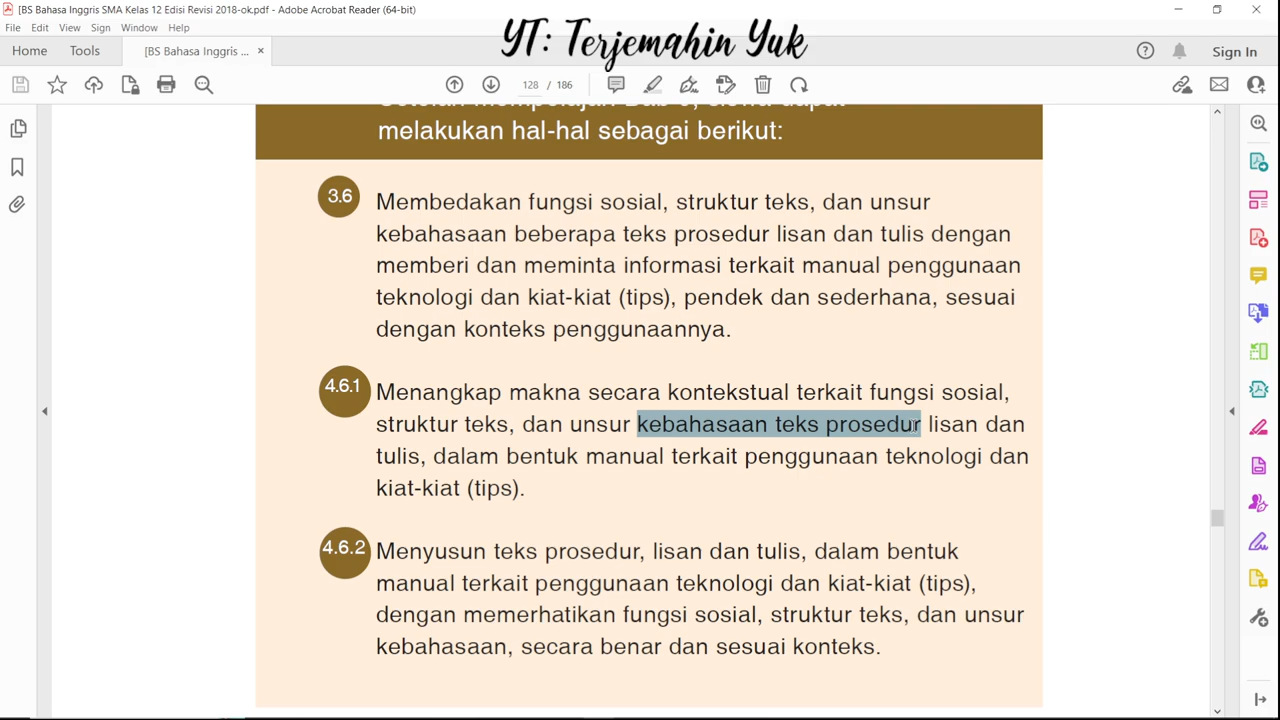 [BS Bahasa Inggris SMA Kelas 12 Edisi Revisi 2018-ok.pdf - Adobe Acrobat Reader (64-bit)
File Edit View Sign Window Help
YT: Terjemahin Yuk
Home Tools [BS Bahasa Inggris ... × Sign In
128 / 186
melakukan hal-hal sebagai berikut:
3.6 Membedakan fungsi sosial, struktur teks, dan unsur
kebahasaan beberapa teks prosedur lisan dan tulis dengan
memberi dan meminta informasi terkait manual penggunaan
teknologi dan kiat-kiat (tips), pendek dan sederhana, sesuai
dengan konteks penggunaannya.
4.6.1 Menangkap makna secara kontekstual terkait fungsi sosial,
struktur teks, dan unsur kebahasaan teks prosedur lisan dan
tulis, dalam bentuk manual terkait penggunaan teknologi dan
kiat-kiat (tips).
4.6.2 Menyusun teks prosedur, lisan dan tulis, dalam bentuk
manual terkait penggunaan teknologi dan kiat-kiat (tips),
dengan memerhatikan fungsi sosial, struktur teks, dan unsur
kebahasaan, secara benar dan sesuai konteks.